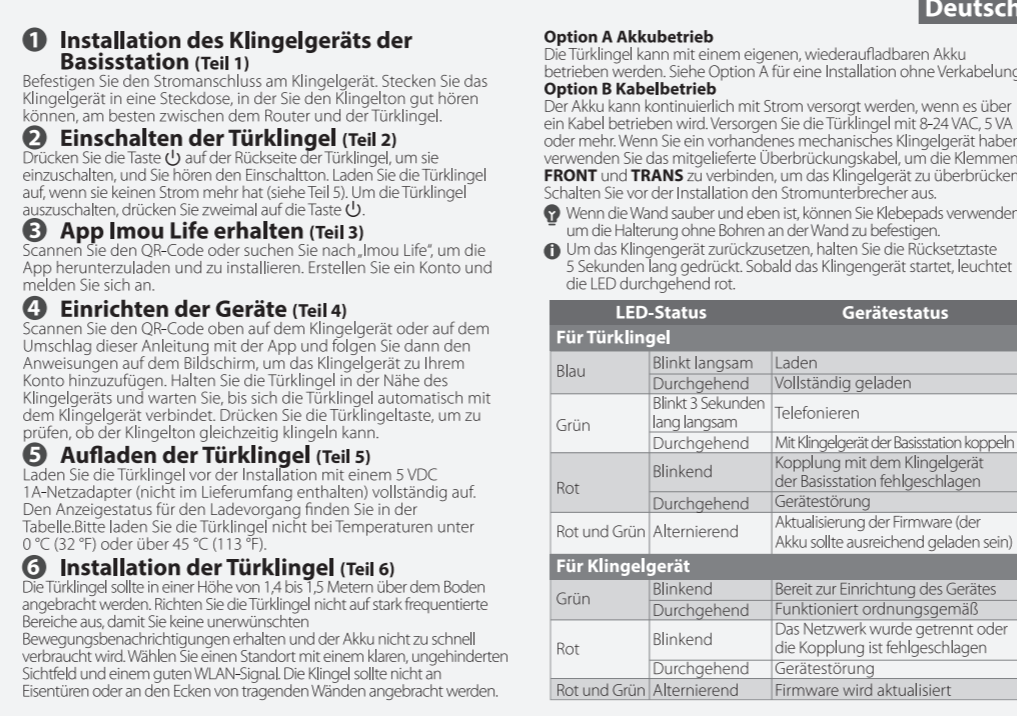 Deutsch
1 Installation des Klingelgeräts der
Basisstation (Teil 1)
Befestigen Sie den Stromanschluss am Klingelgerät. Stecken Sie das
Klingelgerät in eine Steckdose, in der Sie den Klingelton gut hören
können, am besten zwischen dem Router und der Türklingel.
2 Einschalten der Türklingel (Teil 2)
Drücken Sie die Taste ⏻ auf der Rückseite der Türklingel, um sie
einzuschalten, und Sie hören den Einschaltton. Laden Sie die Türklingel
auf, wenn sie keinen Strom mehr hat (siehe Teil 5). Um die Türklingel
auszuschalten, drücken Sie zweimal auf die Taste ⏻.
3 App Imou Life erhalten (Teil 3)
Scannen Sie den QR-Code oder suchen Sie nach „Imou Life“, um die
App herunterzuladen und zu installieren. Erstellen Sie ein Konto und
melden Sie sich an.
4 Einrichten der Geräte (Teil 4)
Scannen Sie den QR-Code oben auf dem Klingelgerät oder auf dem
Umschlag dieser Anleitung mit der App und folgen Sie dann den
Anweisungen auf dem Bildschirm, um das Klingelgerät zu Ihrem
Konto hinzuzufügen. Halten Sie die Türklingel in der Nähe des
Klingelgeräts und warten Sie, bis sich die Türklingel automatisch mit
dem Klingelgerät verbindet. Drücken Sie die Türklingeltaste, um zu
prüfen, ob der Klingelton gleichzeitig klingeln kann.
5 Aufladen der Türklingel (Teil 5)
Laden Sie die Türklingel vor der Installation mit einem 5 VDC
1A-Netzadapter (nicht im Lieferumfang enthalten) vollständig auf.
Den Anzeigestatus für den Ladevorgang finden Sie in der
Tabelle.Bitte laden Sie die Türklingel nicht bei Temperaturen unter
0 °C (32 °F) oder über 45 °C (113 °F).
6 Installation der Türklingel (Teil 6)
Die Türklingel sollte in einer Höhe von 1,4 bis 1,5 Metern über dem Boden
angebracht werden. Richten Sie die Türklingel nicht auf stark frequentierte
Bereiche aus, damit Sie keine unerwünschten
Bewegungsbenachrichtigungen erhalten und der Akku nicht zu schnell
verbraucht wird. Wählen Sie einen Standort mit einem klaren, ungehinderten
Sichtfeld und einem guten WLAN-Signal. Die Klingel sollte nicht an
Eisentüren oder an den Ecken von tragenden Wänden angebracht werden.
Option A Akkubetrieb
Die Türklingel kann mit einem eigenen, wiederaufladbaren Akku
betrieben werden. Siehe Option A für eine Installation ohne Verkabelung
Option B Kabelbetrieb
Der Akku kann kontinuierlich mit Strom versorgt werden, wenn es über
ein Kabel betrieben wird. Versorgen Sie die Türklingel mit 8-24 VAC, 5 VA
oder mehr. Wenn Sie ein vorhandenes mechanisches Klingelgerät haben
verwenden Sie das mitgelieferte Überbrückungskabel, um die Klemmen
FRONT und TRANS zu verbinden, um das Klingelgerät zu überbrücken
Schalten Sie vor der Installation den Stromunterbrecher aus.
Wenn die Wand sauber und eben ist, können Sie Klebepads verwenden
um die Halterung ohne Bohren an der Wand zu befestigen.
Um das Klingengerät zurückzusetzen, halten Sie die Rücksetztaste
5 Sekunden lang gedrückt. Sobald das Klingengerät startet, leuchtet
die LED durchgehend rot.
LED-Status Gerätestatus
Für Türklingel
Blau Blinkt langsam Laden
Durchgehend Vollständig geladen
Grün Blinkt 3 Sekunden
lang langsam Telefonieren
Durchgehend Mit Klingelgerät der Basisstation koppeln
Rot Blinkend Kopplung mit dem Klingelgerät
der Basisstation fehlgeschlagen
Durchgehend Gerätestörung
Rot und Grün Alternierend Aktualisierung der Firmware (der
Akku sollte ausreichend geladen sein)
Für Klingelgerät
Grün Blinkend Bereit zur Einrichtung des Gerätes
Durchgehend Funktioniert ordnungsgemäß
Rot Blinkend Das Netzwerk wurde getrennt oder
die Kopplung ist fehlgeschlagen
Durchgehend Gerätestörung
Rot und Grün Alternierend Firmware wird aktualisiert